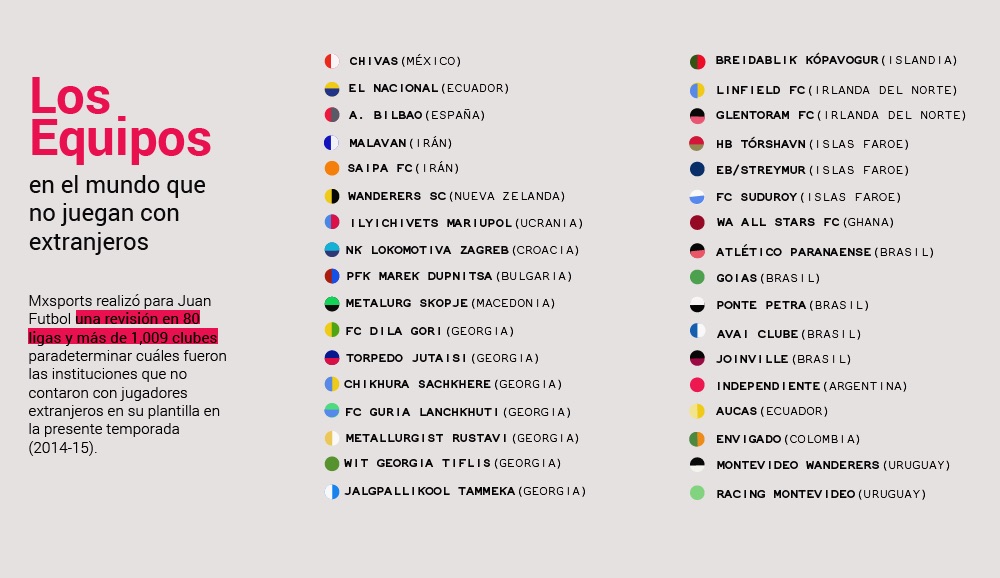 Los
Equipos
en el mundo que
no juegan con
extranjeros
Mxsports realizó para Juan
Futbol una revisión en 80
ligas y más de 1,009 clubes
paradeterminar cuáles fueron
las instituciones que no
contaron con jugadores
extranjeros en su plantilla en
la presente temporada
(2014-15).
CHIVAS (MÉXICO)
EL NACIONAL (ECUADOR)
A. BILBAO (ESPAÑA)
MALAVAN (IRÁN)
SAIPA FC (IRÁN)
WANDERERS SC (NUEVA ZELANDA)
ILYICHIVETS MARIUPOL (UCRANIA)
NK LOKOMOTIVA ZAGREB (CROACIA)
PFK MAREK DUPNITSA (BULGARIA)
METALURG SKOPJE (MACEDONIA)
FC DILA GORI (GEORGIA)
TORPEDO JUTAISI (GEORGIA)
CHIKHURA SACHKHERE (GEORGIA)
FC GURIA LANCHKHUTI (GEORGIA)
METALLURGIST RUSTAVI (GEORGIA)
WIT GEORGIA TIFLIS (GEORGIA)
JALGPALLIKOOL TAMMEKA (GEORGIA)
BREIDABLIK KÓPAVOGUR (ISLANDIA)
LINFIELD FC (IRLANDA DEL NORTE)
GLENTORAM FC (IRLANDA DEL NORTE)
HB TÓRSHAVN (ISLAS FAROE)
EB/STREYMUR (ISLAS FAROE)
FC SUDUROY (ISLAS FAROE)
WA ALL STARS FC (GHANA)
ATLÉTICO PARANAENSE (BRASIL)
GOIAS (BRASIL)
PONTE PETRA (BRASIL)
AVAI CLUBE (BRASIL)
JOINVILLE (BRASIL)
INDEPENDIENTE (ARGENTINA)
AUCAS (ECUADOR)
ENVIGADO (COLOMBIA)
MONTEVIDEO WANDERERS (URUGUAY)
RACING MONTEVIDEO (URUGUAY)